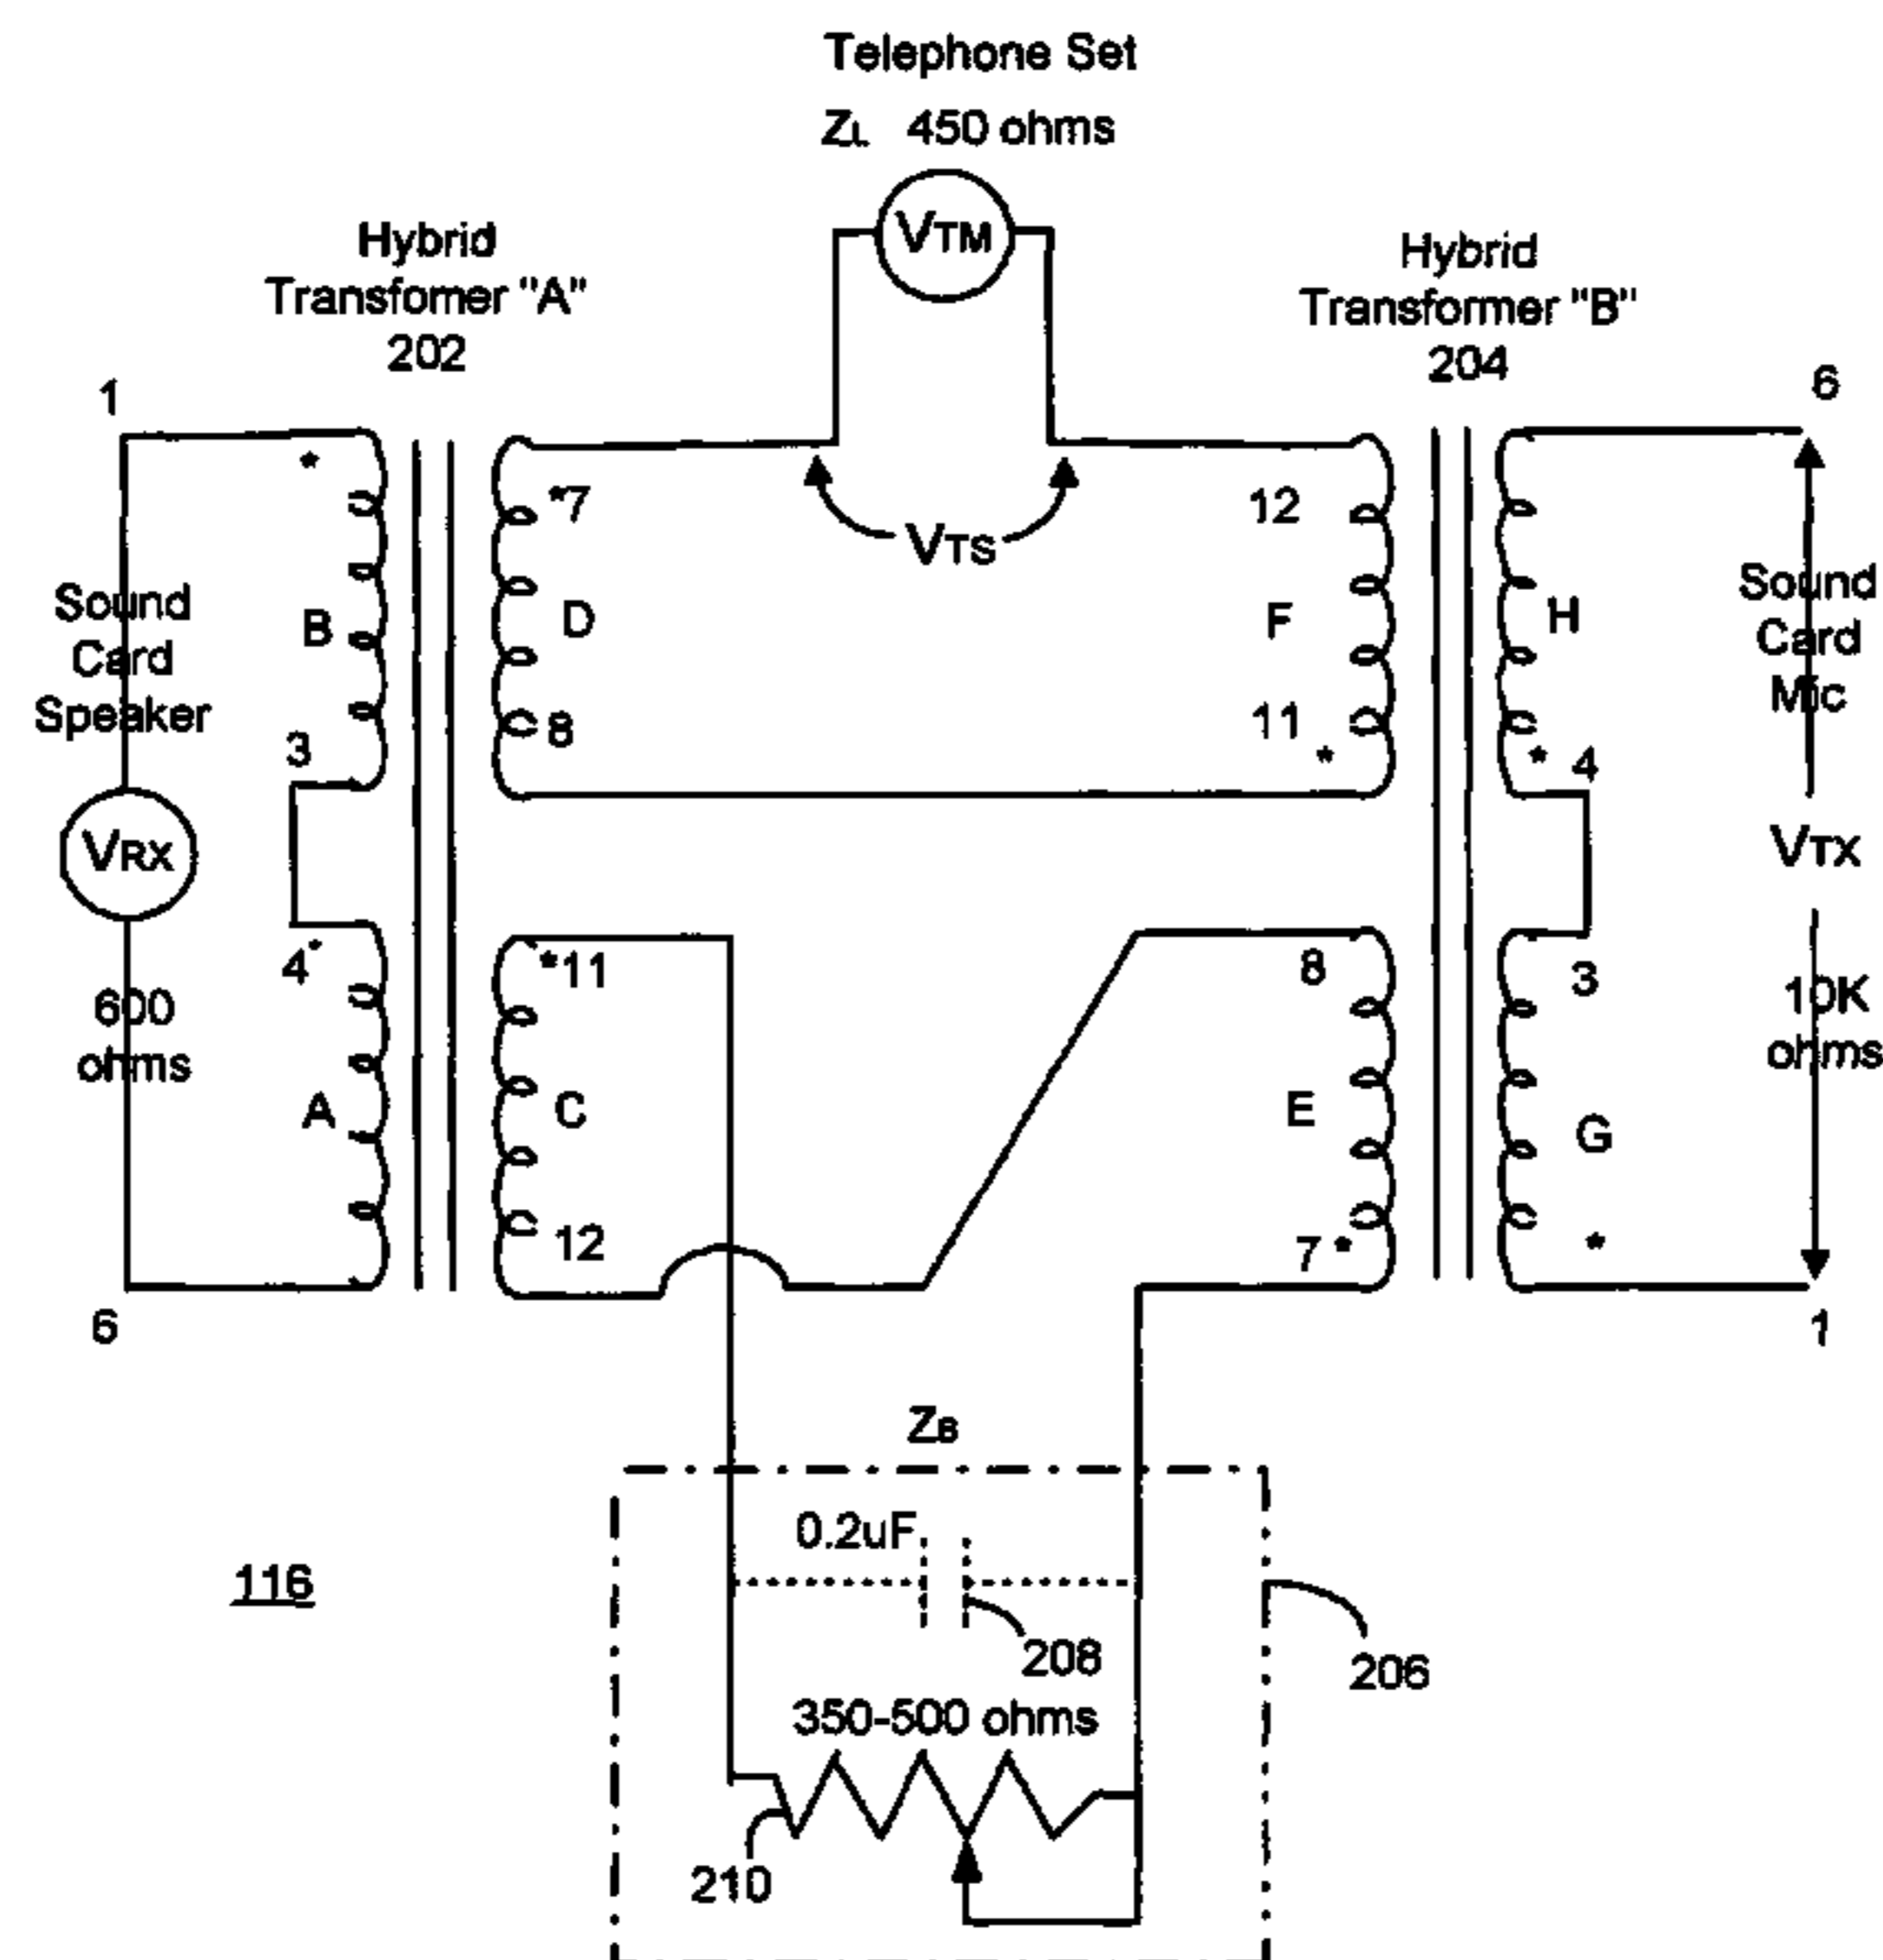 Telephone Set
ZL 450 ohms
VTM
Hybrid
Transfomer "A"
202
Hybrid
Transformer "B"
204
1
6
*
*7
12
VTS
Sound
Card
Speaker
B
D
F
H
Sound
Card
Mic
3
8
11
*
* 4
VRX
VTX
4*
*11
8
3
600
ohms
10K
ohms
A
C
E
G
12
7*
*
6
1
ZB
0.2uF
116
208
206
350-500 ohms
210